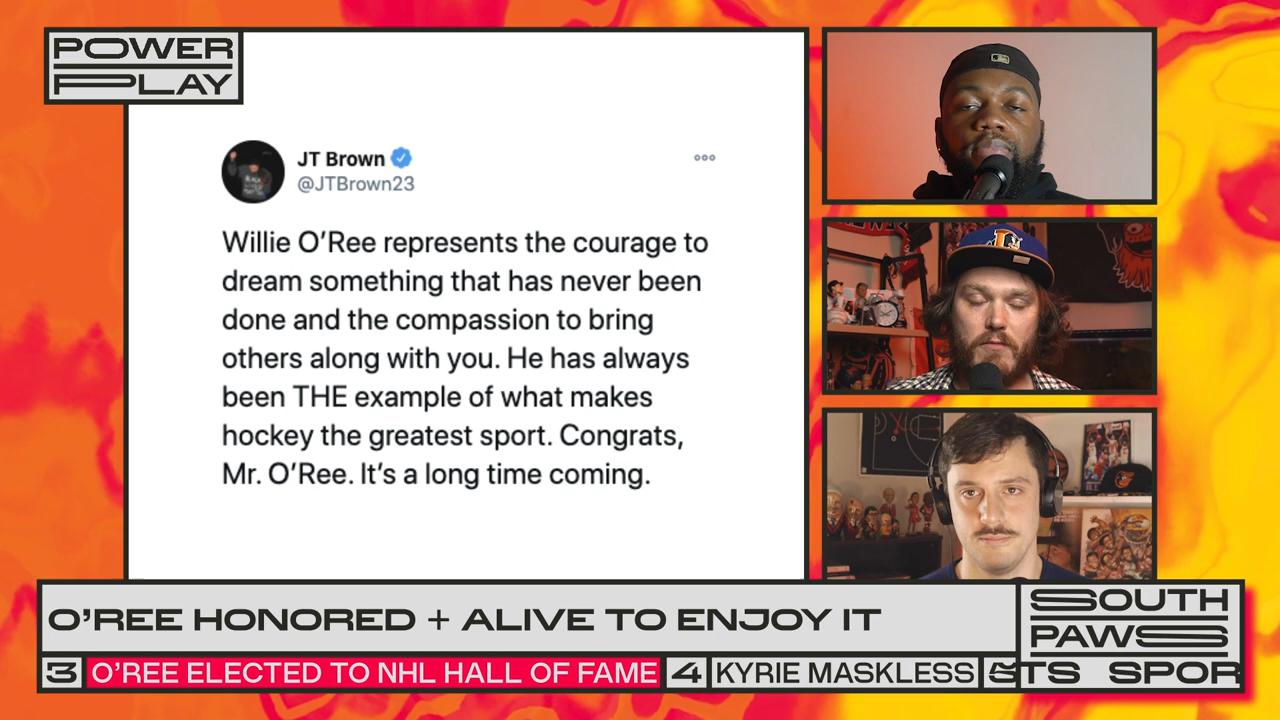 POWER
PLAY
JT Brown
@JTBrown23
Willie O’Ree represents the courage to
dream something that has never been
done and the compassion to bring
others along with you. He has always
been THE example of what makes
hockey the greatest sport. Congrats,
Mr. O’Ree. It’s a long time coming.
O’REE HONORED + ALIVE TO ENJOY IT
SOUTH
PAWS
3 O’REE ELECTED TO NHL HALL OF FAME 4 KYRIE MASKLESS 5
TS SPOR